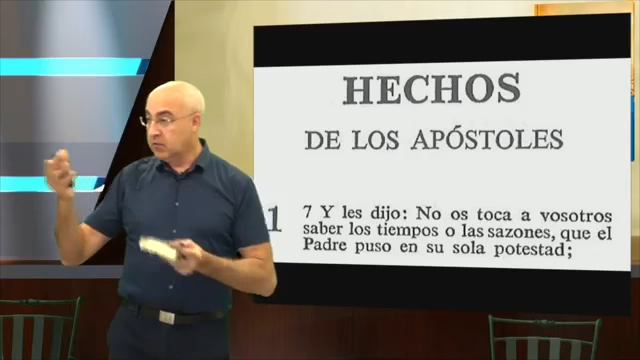 HECHOS
DE LOS APÓSTOLES
1 7 Y les dijo: No os toca a vosotros
saber los tiempos o las sazones, que el
Padre puso en su sola potestad;